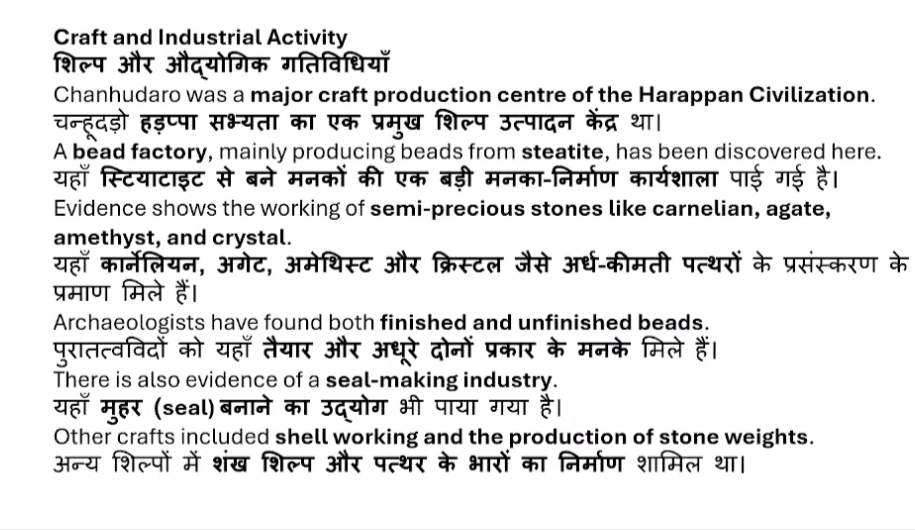 Craft and Industrial Activity
शिल्प और औद्योगिक गतिविधियाँ
Chanhudaro was a major craft production centre of the Harappan Civilization.
चन्हूदड़ो हड़प्पा सभ्यता का एक प्रमुख शिल्प उत्पादन केंद्र था।
A bead factory, mainly producing beads from steatite, has been discovered here.
यहाँ स्टियाटाइट से बने मनकों की एक बड़ी मनका-निर्माण कार्यशाला पाई गई है।
Evidence shows the working of semi-precious stones like carnelian, agate,
amethyst, and crystal.
यहाँ कार्नेलियन, अगेट, अमेथिस्ट और क्रिस्टल जैसे अर्ध-कीमती पत्थरों के प्रसंस्करण के
प्रमाण मिले हैं।
Archaeologists have found both finished and unfinished beads.
पुरातत्वविदों को यहाँ तैयार और अधूरे दोनों प्रकार के मनके मिले हैं।
There is also evidence of a seal-making industry.
यहाँ मुहर (seal) बनाने का उद्योग भी पाया गया है।
Other crafts included shell working and the production of stone weights.
अन्य शिल्पों में शंख शिल्प और पत्थर के भारों का निर्माण शामिल था।